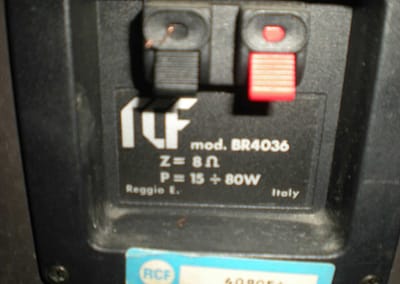 RCF mod. BR4036
Z = 8 Ω
P = 15 ÷ 80W
Reggio E. Italy
RCF